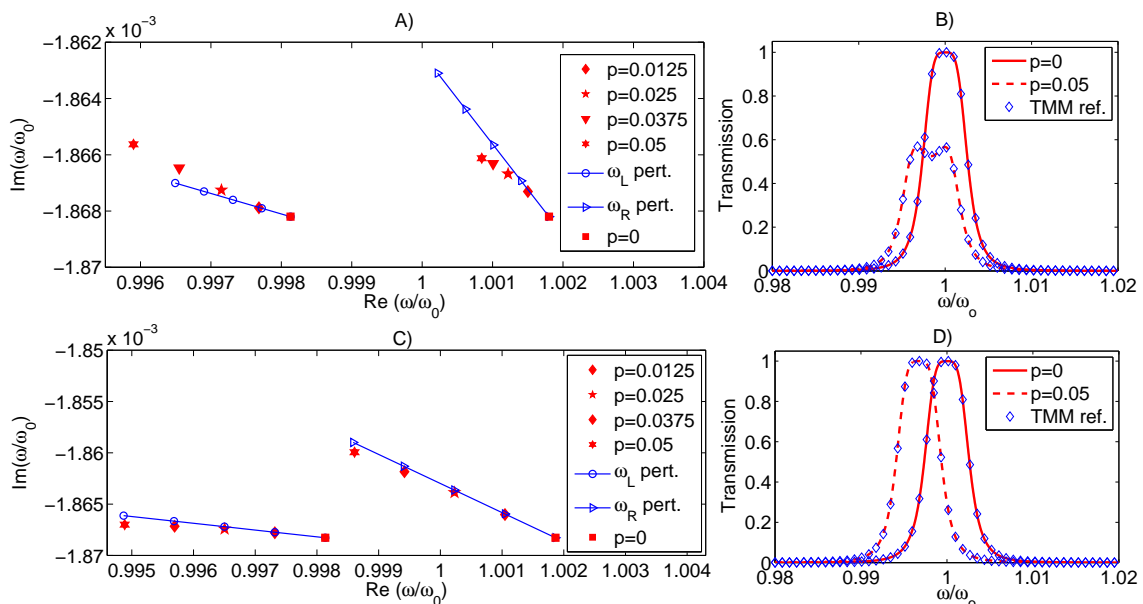 A)
x 10⁻³
-1.862
-1.864
-1.866
-1.868
-1.87
Im(ω/ω₀)
0.996 0.997 0.998 0.999 1 1.001 1.002 1.003 1.004
Re (ω/ω₀)
p=0.0125
p=0.025
p=0.0375
p=0.05
ω_L pert.
ω_R pert.
p=0
B)
1
0.8
0.6
0.4
0.2
0
Transmission
0.98 0.99 1 1.01 1.02
ω/ω_o
p=0
p=0.05
TMM ref.
C)
x 10⁻³
-1.85
-1.855
-1.86
-1.865
-1.87
Im(ω/ω₀)
0.995 0.996 0.997 0.998 0.999 1 1.001 1.002 1.003 1.004
Re (ω/ω₀)
p=0.0125
p=0.025
p=0.0375
p=0.05
ω_L pert.
ω_R pert.
p=0
D)
1
0.8
0.6
0.4
0.2
0
Transmission
0.98 0.99 1 1.01 1.02
ω/ω_o
p=0
p=0.05
TMM ref.